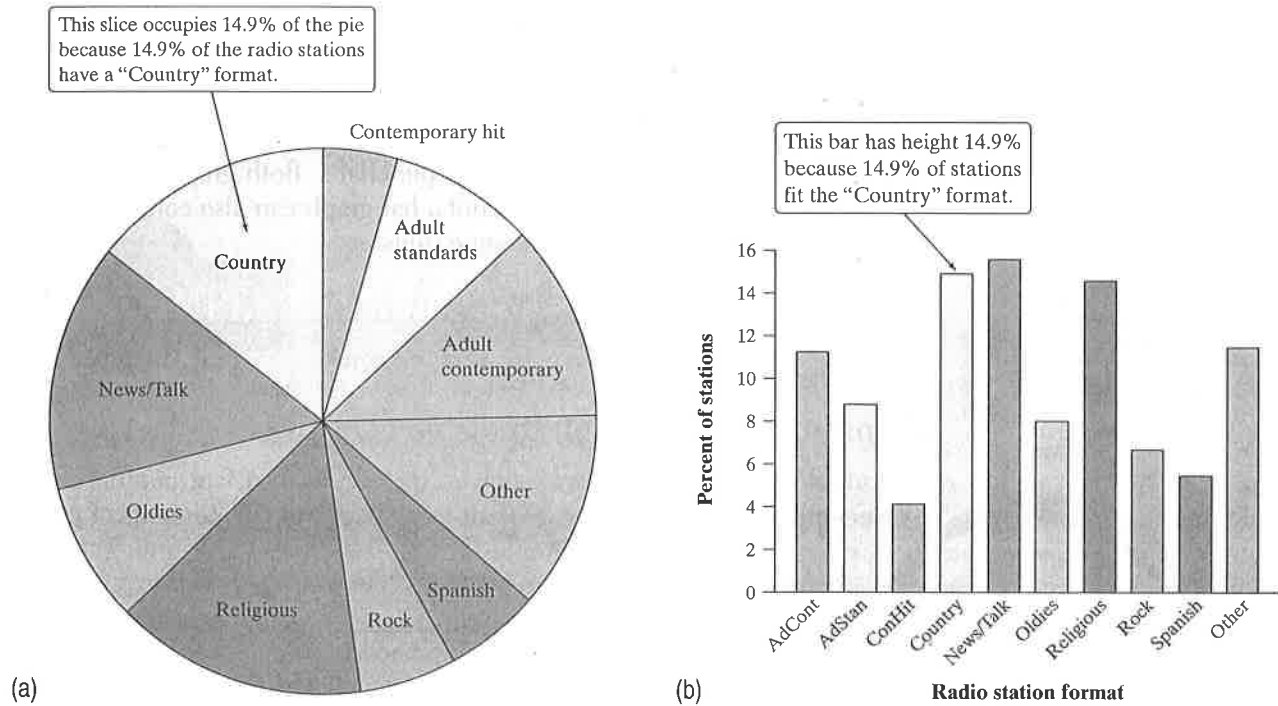 This slice occupies 14.9% of the pie
because 14.9% of the radio stations
have a “Country” format.
Contemporary hit
Adult
standards
Country
Adult
contemporary
News/Talk
Other
Oldies
Spanish
Religious
Rock
(a)
This bar has height 14.9%
because 14.9% of stations
fit the “Country” format.
Percent of stations
16
14
12
10
8
6
4
2
0
AdCont
AdStan
ConHit
Country
News/Talk
Oldies
Religious
Rock
Spanish
Other
(b)
Radio station format